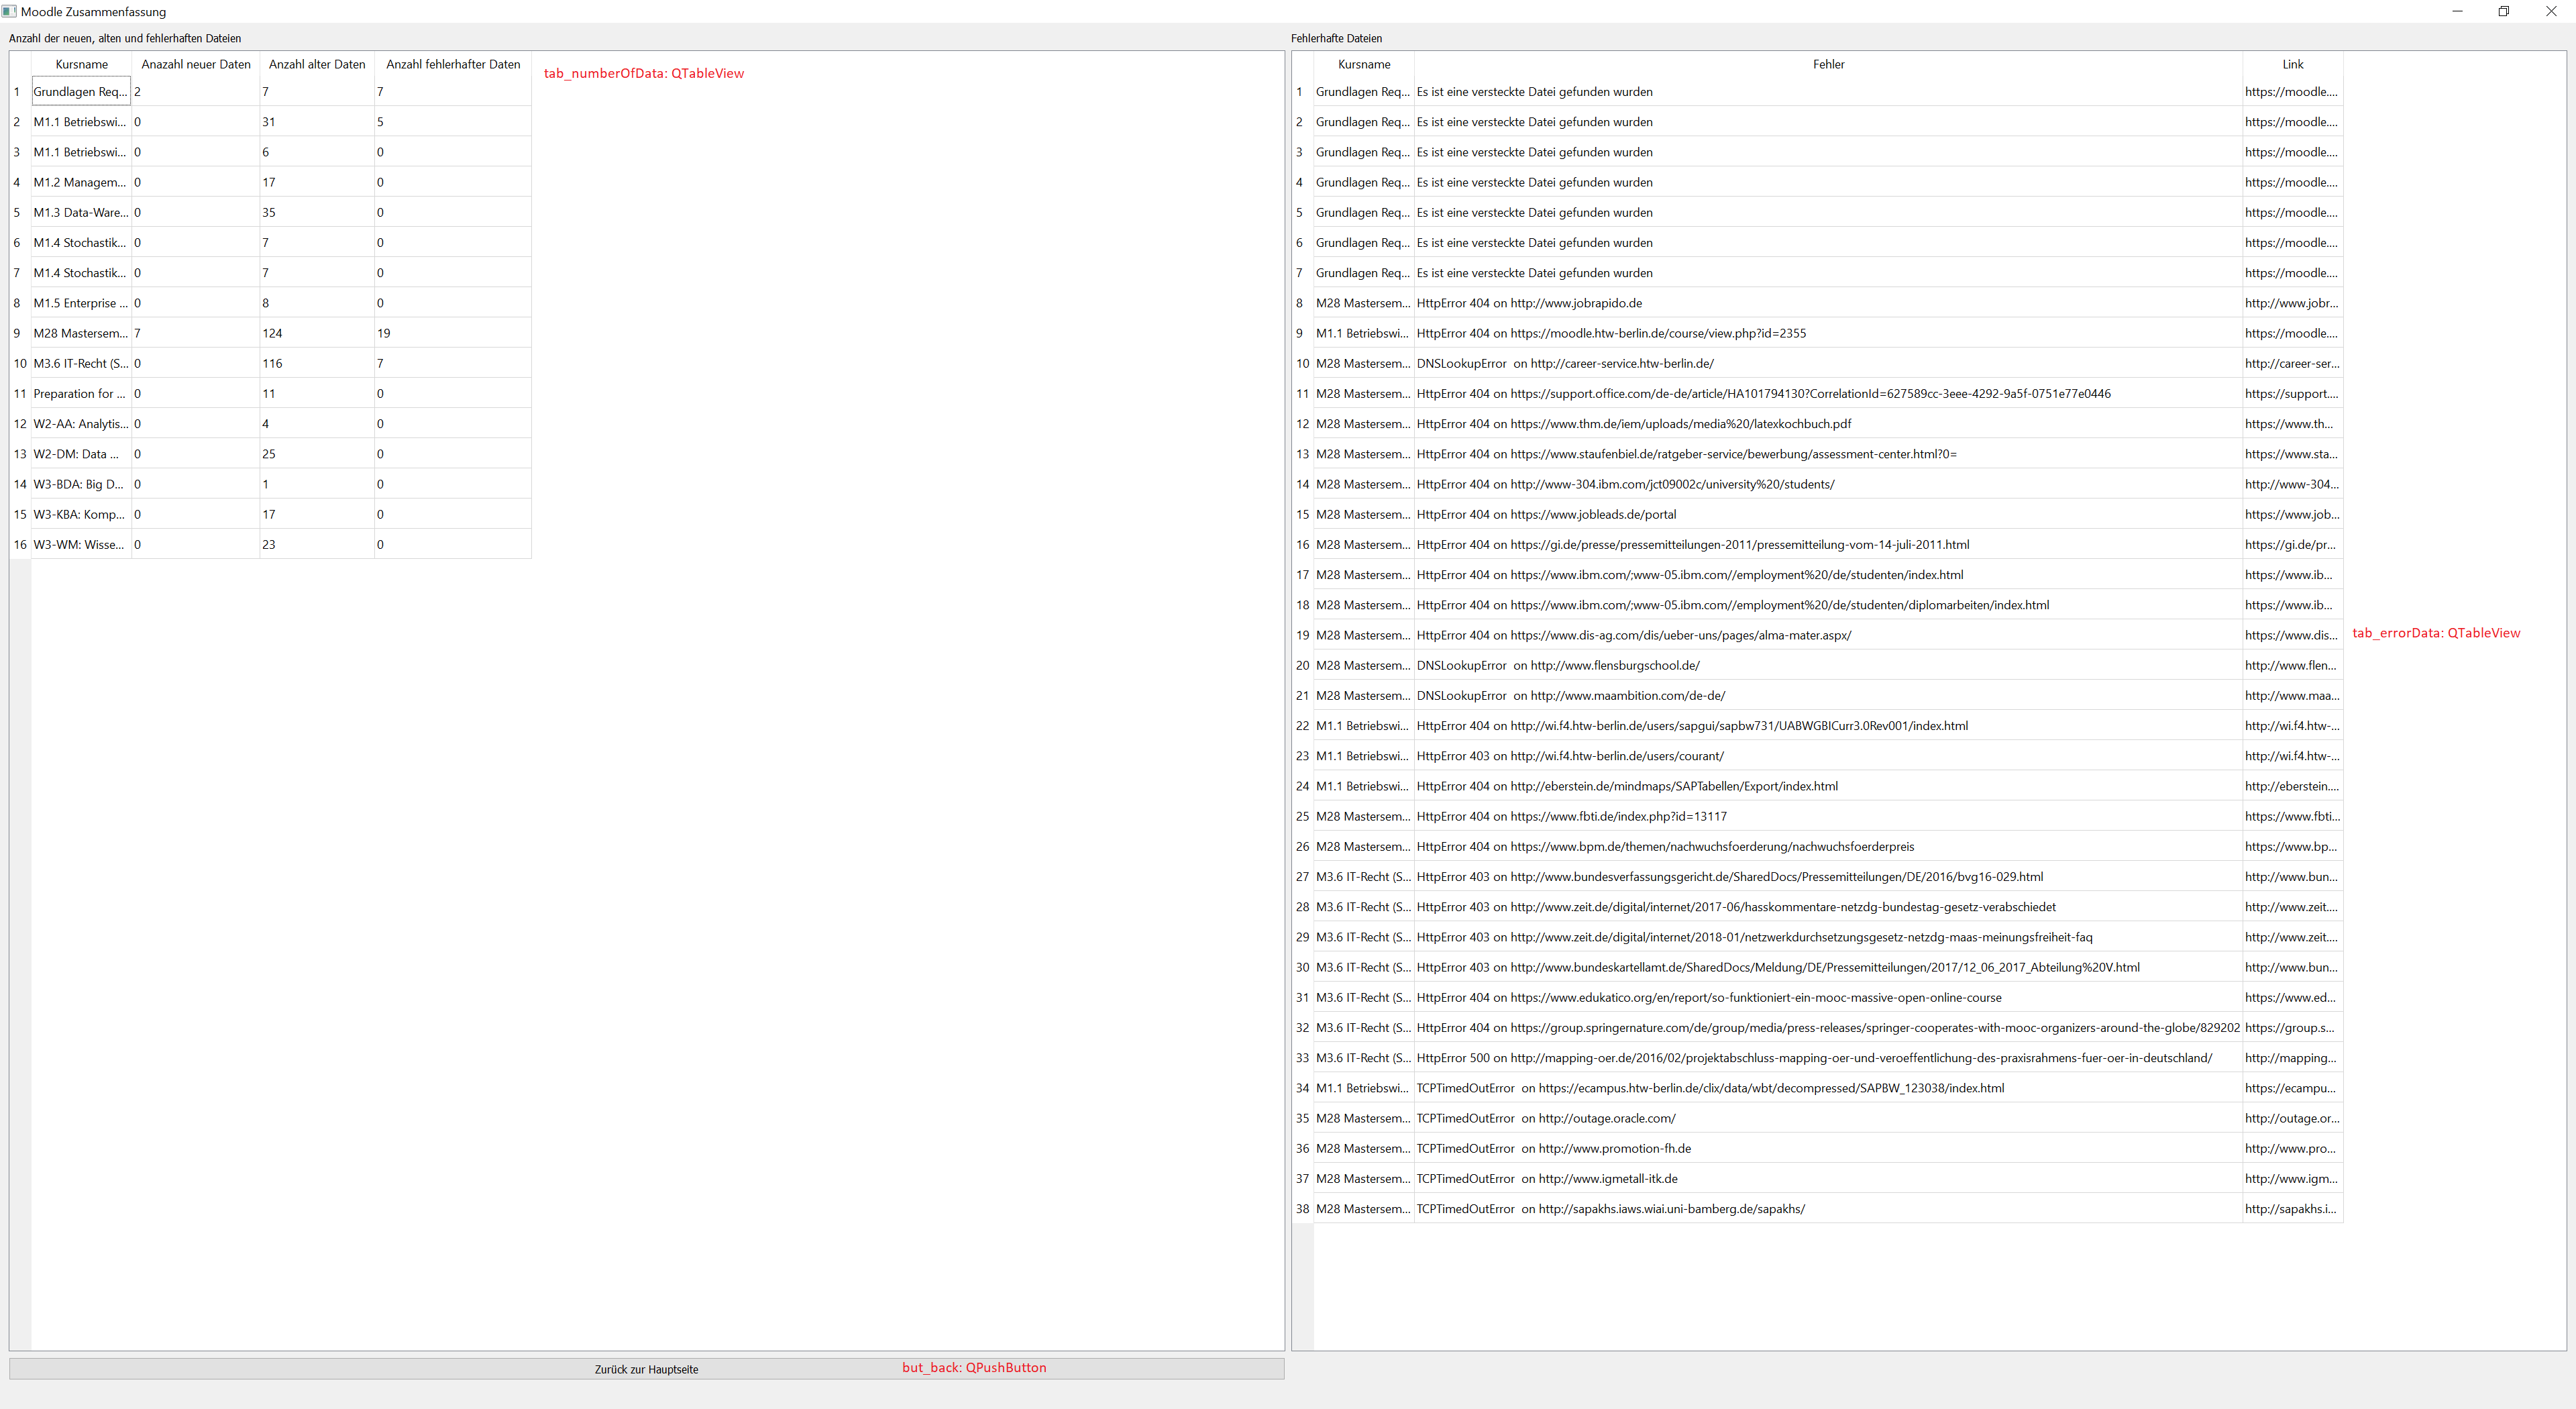 Moodle Zusammenfassung
Anzahl der neuen, alten und fehlerhaften Dateien
Kursname Anazahl neuer Daten Anzahl alter Daten Anzahl fehlerhafter Daten
tab_numberOfData: QTableView
1 Grundlagen Req... 2 7 7
2 M1.1 Betriebswi... 0 31 5
3 M1.1 Betriebswi... 0 6 0
4 M1.2 Managem... 0 17 0
5 M1.3 Data-Ware... 0 35 0
6 M1.4 Stochastik... 0 7 0
7 M1.4 Stochastik... 0 7 0
8 M1.5 Enterprise ... 0 8 0
9 M28 Mastersem... 7 124 19
10 M3.6 IT-Recht (S... 0 116 7
11 Preparation for ... 0 11 0
12 W2-AA: Analytis... 0 4 0
13 W2-DM: Data ... 0 25 0
14 W3-BDA: Big D... 0 1 0
15 W3-KBA: Komp... 0 17 0
16 W3-WM: Wisse... 0 23 0
Zurück zur Hauptseite
but_back: QPushButton
Fehlerhafte Dateien
Kursname Fehler Link
1 Grundlagen Req... Es ist eine versteckte Datei gefunden wurden https://moodle....
2 Grundlagen Req... Es ist eine versteckte Datei gefunden wurden https://moodle....
3 Grundlagen Req... Es ist eine versteckte Datei gefunden wurden https://moodle....
4 Grundlagen Req... Es ist eine versteckte Datei gefunden wurden https://moodle....
5 Grundlagen Req... Es ist eine versteckte Datei gefunden wurden https://moodle....
6 Grundlagen Req... Es ist eine versteckte Datei gefunden wurden https://moodle....
7 Grundlagen Req... Es ist eine versteckte Datei gefunden wurden https://moodle....
8 M28 Mastersem... HttpError 404 on http://www.jobrapido.de http://www.jobr...
9 M1.1 Betriebswi... HttpError 404 on https://moodle.htw-berlin.de/course/view.php?id=2355 https://moodle....
10 M28 Mastersem... DNSLookupError on http://career-service.htw-berlin.de/ http://career-ser...
11 M28 Mastersem... HttpError 404 on https://support.office.com/de-de/article/HA101794130?CorrelationId=627589cc-3eee-4292-9a5f-0751e77e0446 https://support....
12 M28 Mastersem... HttpError 404 on https://www.thm.de/iem/uploads/media%20/latexkochbuch.pdf https://www.th...
13 M28 Mastersem... HttpError 404 on https://www.staufenbiel.de/ratgeber-service/bewerbung/assessment-center.html?0= https://www.sta...
14 M28 Mastersem... HttpError 404 on http://www-304.ibm.com/jct09002c/university%20/students/ http://www-304...
15 M28 Mastersem... HttpError 404 on https://www.jobleads.de/portal https://www.job...
16 M28 Mastersem... HttpError 404 on https://gi.de/presse/pressemitteilungen-2011/pressemitteilung-vom-14-juli-2011.html https://gi.de/pr...
17 M28 Mastersem... HttpError 404 on https://www.ibm.com/;www-05.ibm.com//employment%20/de/studenten/index.html https://www.ib...
18 M28 Mastersem... HttpError 404 on https://www.ibm.com/;www-05.ibm.com//employment%20/de/studenten/diplomarbeiten/index.html https://www.ib...
19 M28 Mastersem... HttpError 404 on https://www.dis-ag.com/dis/ueber-uns/pages/alma-mater.aspx/ https://www.dis...
tab_errorData: QTableView
20 M28 Mastersem... DNSLookupError on http://www.flensburgschool.de/ http://www.flen...
21 M28 Mastersem... DNSLookupError on http://www.maambition.com/de-de/ http://www.maa...
22 M1.1 Betriebswi... HttpError 404 on http://wi.f4.htw-berlin.de/users/sapgui/sapbw731/UABWGBICurr3.0Rev001/index.html http://wi.f4.htw-...
23 M1.1 Betriebswi... HttpError 403 on http://wi.f4.htw-berlin.de/users/courant/ http://wi.f4.htw-...
24 M1.1 Betriebswi... HttpError 404 on http://eberstein.de/mindmaps/SAPTabellen/Export/index.html http://eberstein....
25 M28 Mastersem... HttpError 404 on https://www.fbti.de/index.php?id=13117 https://www.fbti...
26 M28 Mastersem... HttpError 404 on https://www.bpm.de/themen/nachwuchsfoerderung/nachwuchsfoerderpreis https://www.bp...
27 M3.6 IT-Recht (S... HttpError 403 on http://www.bundesverfassungsgericht.de/SharedDocs/Pressemitteilungen/DE/2016/bvg16-029.html http://www.bun...
28 M3.6 IT-Recht (S... HttpError 403 on http://www.zeit.de/digital/internet/2017-06/hasskommentare-netzdg-bundestag-gesetz-verabschiedet http://www.zeit....
29 M3.6 IT-Recht (S... HttpError 403 on http://www.zeit.de/digital/internet/2018-01/netzwerkdurchsetzungsgesetz-netzdg-maas-meinungsfreiheit-faq http://www.zeit....
30 M3.6 IT-Recht (S... HttpError 403 on http://www.bundeskartellamt.de/SharedDocs/Meldung/DE/Pressemitteilungen/2017/12_06_2017_Abteilung%20V.html http://www.bun...
31 M3.6 IT-Recht (S... HttpError 404 on https://www.edukatico.org/en/report/so-funktioniert-ein-mooc-massive-open-online-course https://www.ed...
32 M3.6 IT-Recht (S... HttpError 404 on https://group.springernature.com/de/group/media/press-releases/springer-cooperates-with-mooc-organizers-around-the-globe/829202 https://group.s...
33 M3.6 IT-Recht (S... HttpError 500 on http://mapping-oer.de/2016/02/projektabschluss-mapping-oer-und-veroeffentlichung-des-praxisrahmens-fuer-oer-in-deutschland/ http://mapping...
34 M1.1 Betriebswi... TCPTimedOutError on https://ecampus.htw-berlin.de/clix/data/wbt/decompressed/SAPBW_123038/index.html https://ecampu...
35 M28 Mastersem... TCPTimedOutError on http://outage.oracle.com/ http://outage.or...
36 M28 Mastersem... TCPTimedOutError on http://www.promotion-fh.de http://www.pro...
37 M28 Mastersem... TCPTimedOutError on http://www.igmetall-itk.de http://www.igm...
38 M28 Mastersem... TCPTimedOutError on http://sapakhs.iaws.wiai.uni-bamberg.de/sapakhs/ http://sapakhs.i...